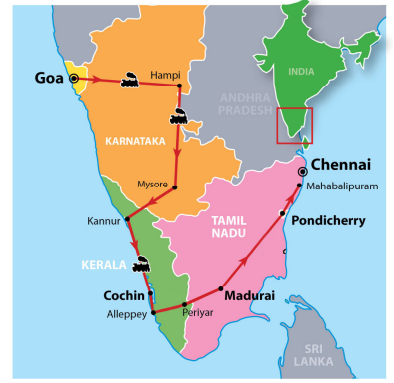 Goa
Hampi
INDIA
ANDHRA
PRADESH
KARNATAKA
Chennai
Mysore
Mahabalipuram
Kannur
TAMIL
NADU
Pondicherry
KERALA
Cochin
Madurai
Alleppey
Periyar
SRI
LANKA